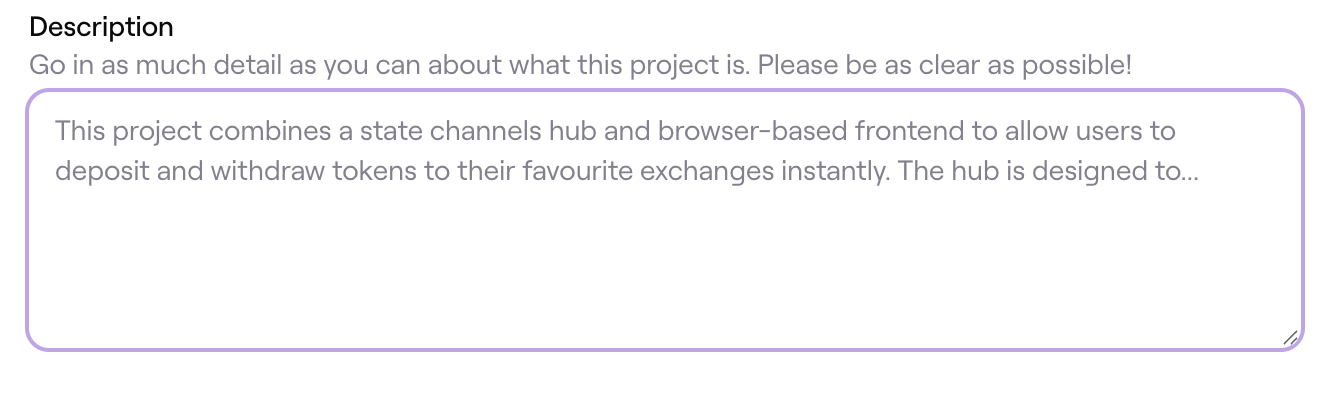 Description
Go in as much detail as you can about what this project is. Please be as clear as possible!
This project combines a state channels hub and browser-based frontend to allow users to
deposit and withdraw tokens to their favourite exchanges instantly. The hub is designed to...